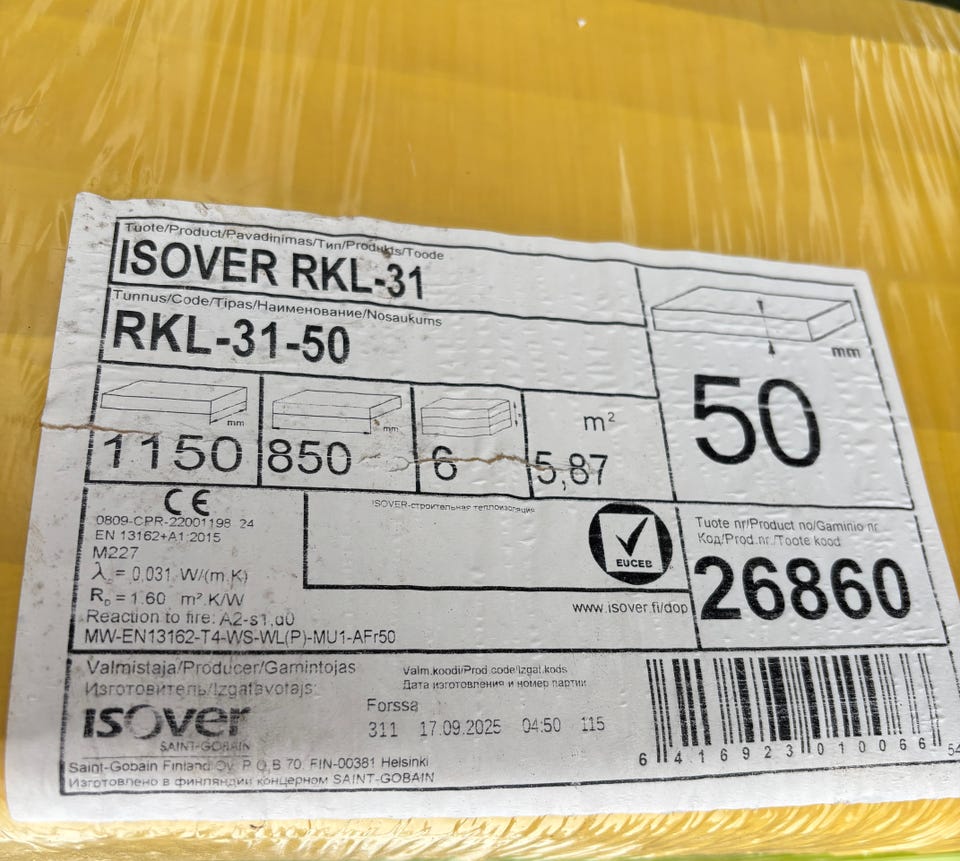 Tuote/Product/Pavadinimas/Тип/Produkts/Toode
ISOVER RKL-31
Tunnus/Code/Tipas/Наименование/Nosaukums
RKL-31-50
mm
50
mm
1150
mm
850
6
m²
5,87
CE
0809-CPR-22001198 24
EN 13162+A1:2015
M227
λ = 0,031 W/(m.K)
R_D = 1.60 m².K/W
Reaction to fire: A2-s1,d0
MW-EN13162-T4-WS-WL(P)-MU1-AFr50
ISOVER-строительная теплоизоляция
EUCEB
www.isover.fi/dop
Tuote nr/Product no/Gaminio nr
Код/Prod.nr./Toote kood
26860
Valmistaja/Producer/Gamintojas
Изготовитель/Izgatavotajs:
isover
SAINT-GOBAIN
Valm.koodi/Prod.code/Izgat.kods
Дата изготовления и номер партии
Forssa
311 17.09.2025 04:50 115
Saint-Gobain Finland Oy, P.O.B 70, FIN-00381 Helsinki
Изготовлено в финляндии концерном SAINT-GOBAIN
6 416923 010066 54